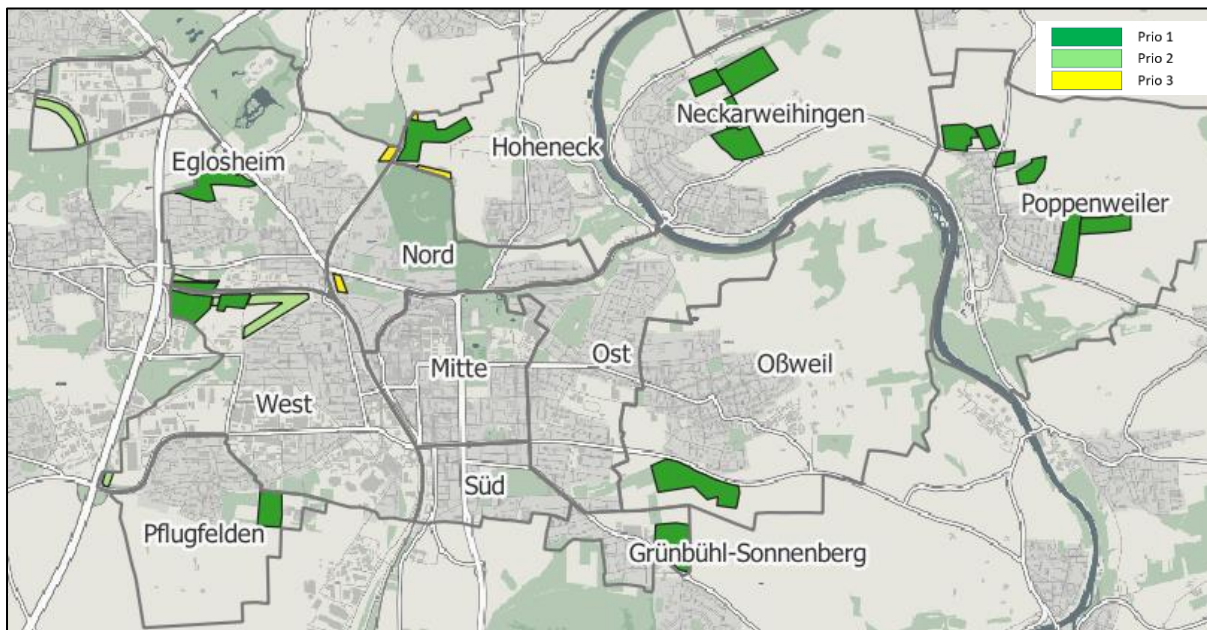 Prio 1
Prio 2
Prio 3
Neckarweihingen
Hoheneck
Eglosheim
Poppenweiler
Nord
Ost
Oßweil
Mitte
West
Süd
Pflugfelden
Grünbühl-Sonnenberg